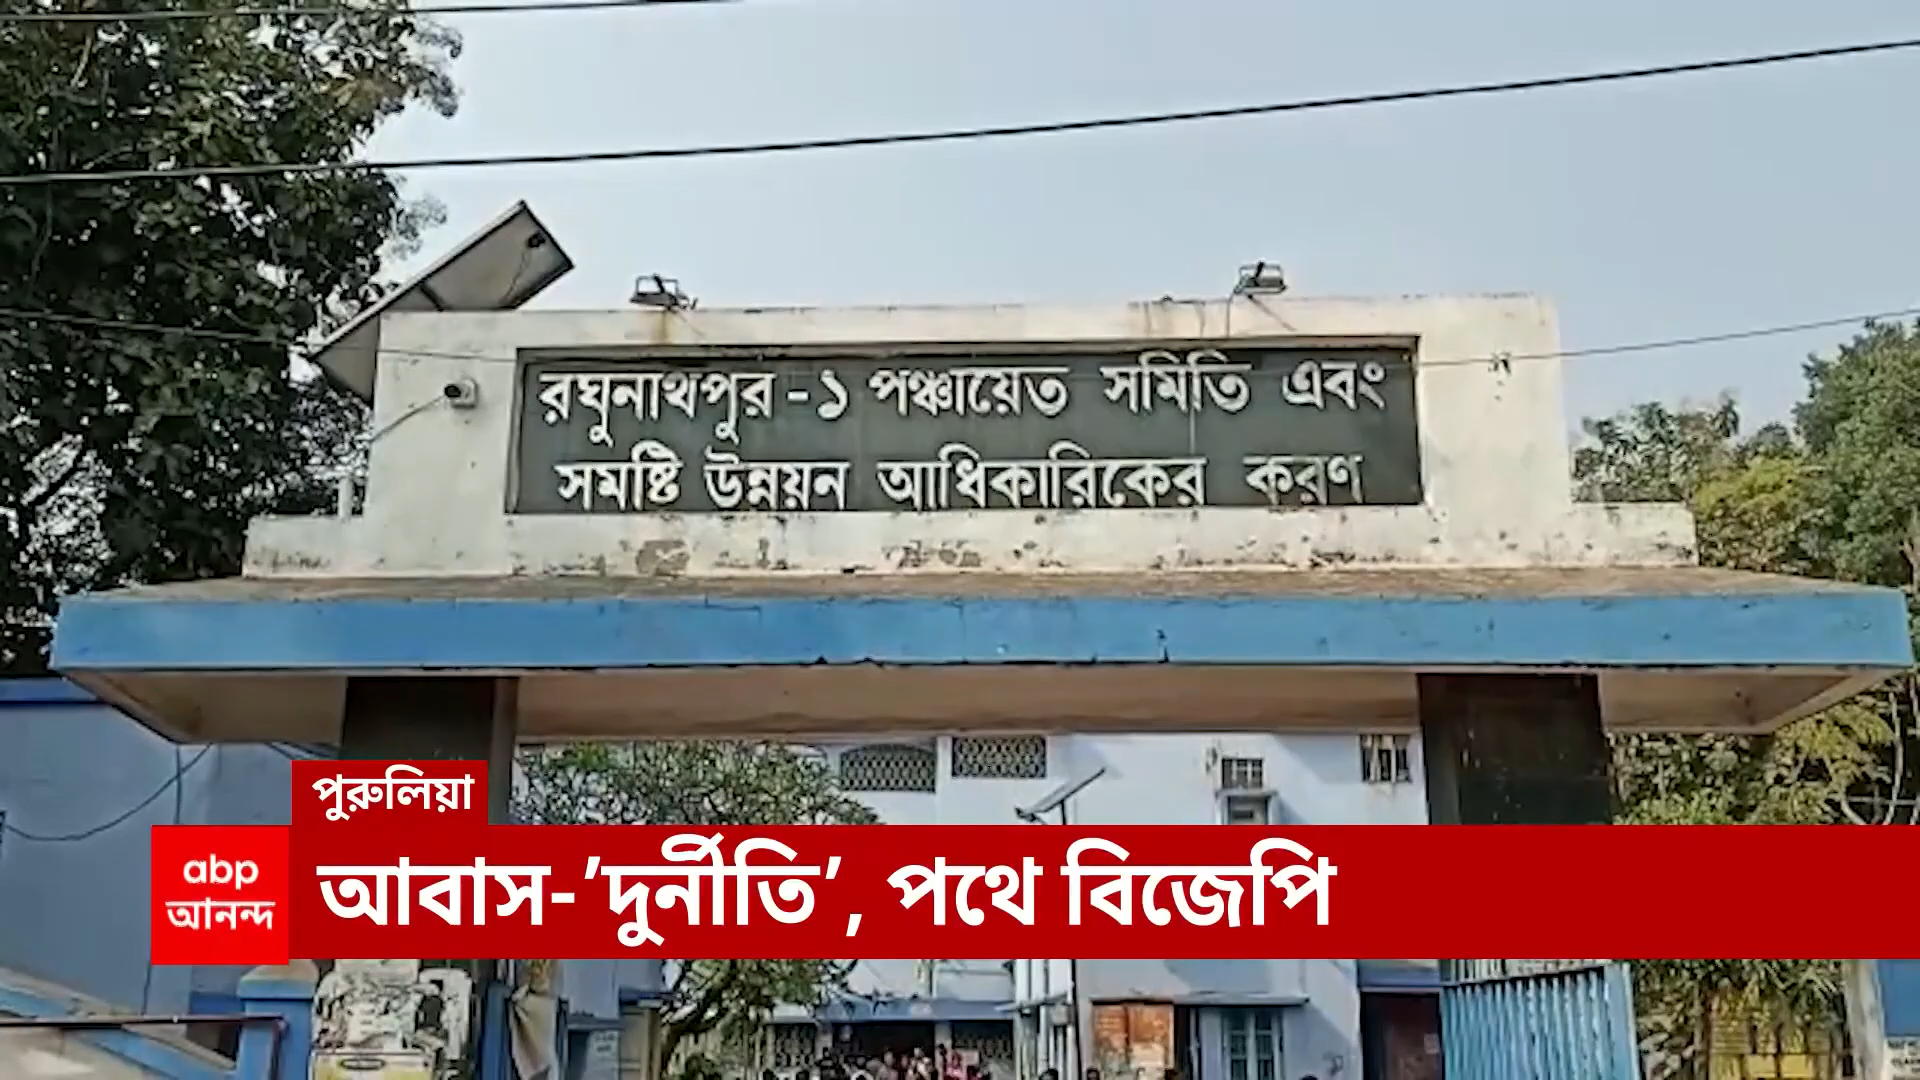 রঘুনাথপুর - ১ পঞ্চায়েত সমিতি এবং
সমষ্টি উন্নয়ন আধিকারিকের করণ
পুরুলিয়া
abp
আনন্দ
আবাস-'দুর্নীতি', পথে বিজেপি